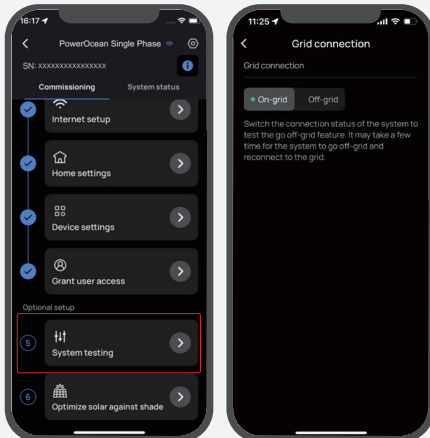 16:17
PowerOcean Single Phase
SN: xxxxxxxxxxxxxxxx
Commissioning System status
Internet setup
Home settings
Device settings
Grant user access
Optional setup
5
System testing
6
Optimize solar against shade
11:25
Grid connection
Grid connection
On-grid Off-grid
Switch the connection status of the system to
test the go off-grid feature. It may take a few
time for the system to go off-grid and
reconnect to the grid.